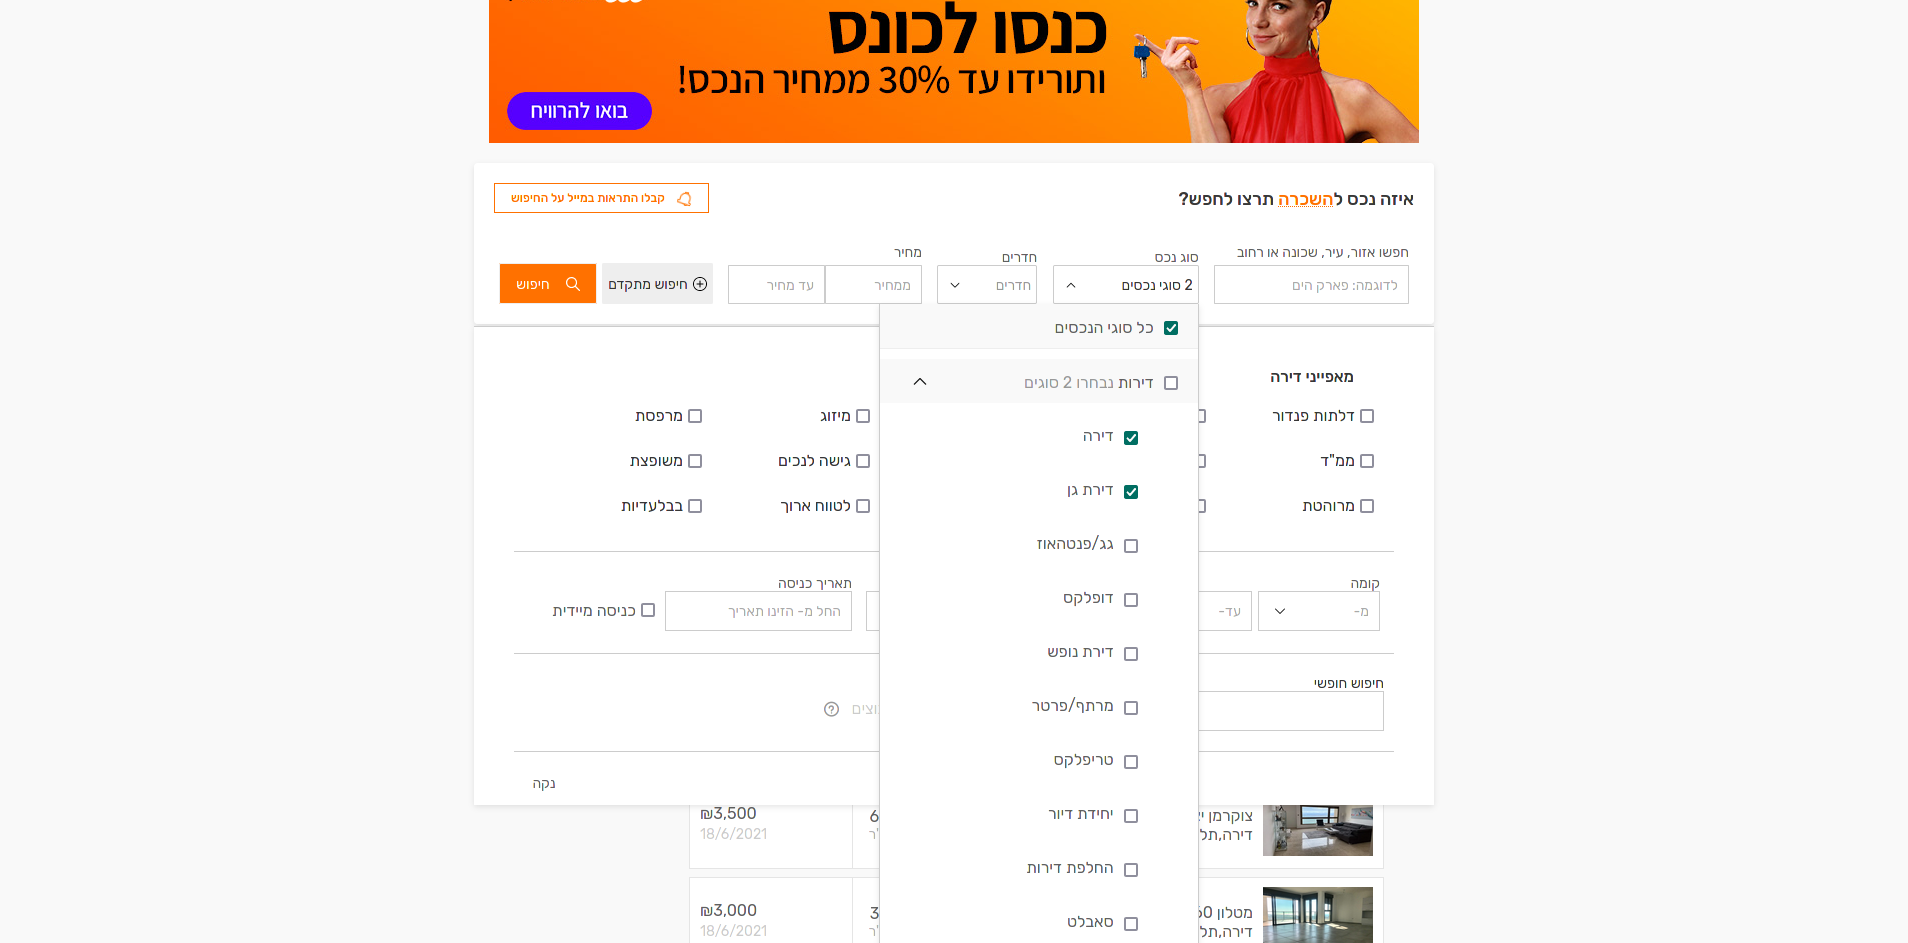 כנסו לכונס
ותורידו עד 30% ממחיר הנכס!
בואו להרוויח
איזה נכס להשכרה תרצו לחפש?
קבלו התראות במייל על החיפוש
חפשו אזור, עיר, שכונה או רחוב
סוג נכס
חדרים
מחיר
לדוגמה: פארק הים
2 סוגי נכסים
חדרים
ממחיר
עד מחיר
חיפוש מתקדם
חיפוש
כל סוגי הנכסים
דירות נבחרו 2 סוגים
דירה
דירת גן
גג/פנטהאוז
דופלקס
דירת נופש
מרתף/פרטר
טריפלקס
יחידת דיור
החלפת דירות
סאבלט
מאפייני דירה
דלתות פנדור
מיזוג
מרפסת
ממ"ד
גישה לנכים
משופצת
מרוהטת
לטווח ארוך
בבלעדיות
קומה
תאריך כניסה
מ-
עד-
החל מ- הזינו תאריך
כניסה מיידית
חיפוש חופשי
נקה
צוקרמן
דירה,תל
₪3,500
18/6/2021
מטלון 60
דירה,תל
₪3,000
18/6/2021